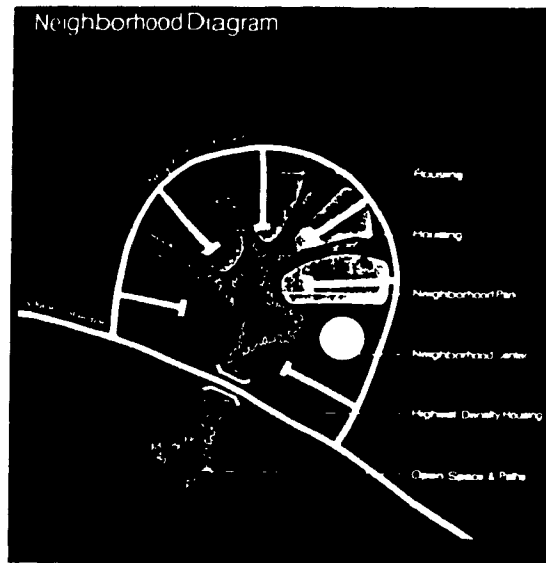 Neighborhood Diagram
Housing
Housing
Neighborhood Park
Neighborhood Center
Highest Density Housing
Open Space & Paths